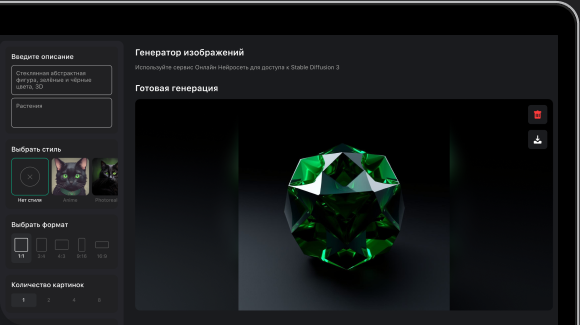 Введите описание
Стеклянная абстрактная
фигура, зелёные и чёрные
цвета, 3D
Растения
Выбрать стиль
Нет стиля
Anime
Photoreal
Выбрать формат
1:1
3:4
4:3
9:16
16:9
Количество картинок
1
2
4
6
Генератор изображений
Используйте сервис Онлайн Нейросеть для доступа к Stable Diffusion 3
Готовая генерация